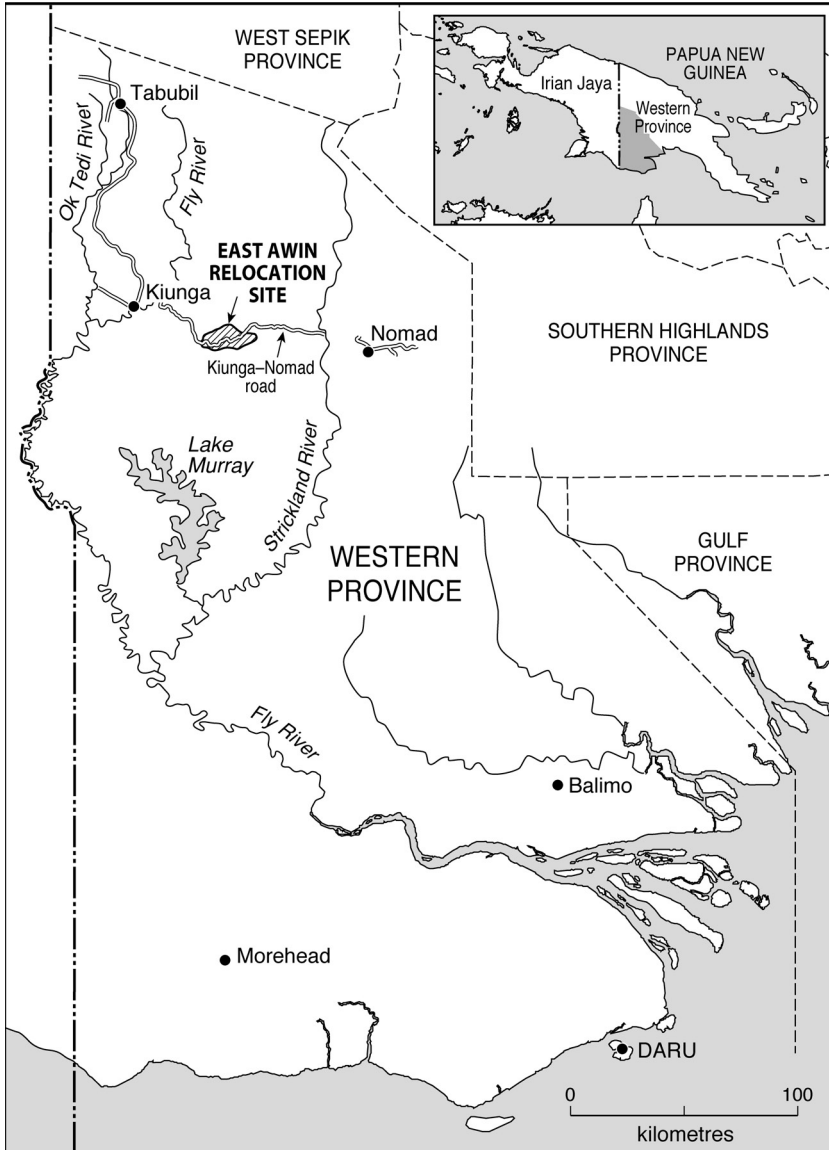 WEST SEPIK
PROVINCE
PAPUA NEW
GUINEA
Irian Jaya
Western
Province
Tabubil
Ok Tedi River
Fly River
EAST AWIN
RELOCATION
SITE
Kiunga
Nomad
Kiunga–Nomad
road
SOUTHERN HIGHLANDS
PROVINCE
Lake
Murray
Strickland River
WESTERN
PROVINCE
GULF
PROVINCE
Fly River
Balimo
Morehead
DARU
0 100
kilometres